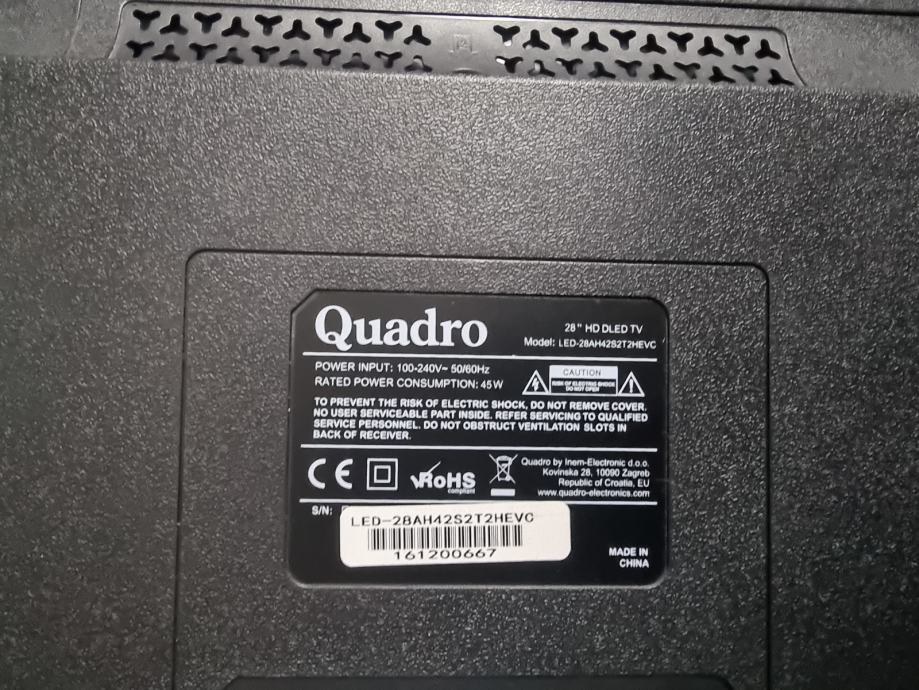 Quadro
28" HD DLED TV
Model: LED-28AH42S2T2HEVC
POWER INPUT: 100-240V~ 50/60Hz
RATED POWER CONSUMPTION: 45W
CAUTION
RISK OF ELECTRIC SHOCK
DO NOT OPEN
TO PREVENT THE RISK OF ELECTRIC SHOCK, DO NOT REMOVE COVER.
NO USER SERVICEABLE PART INSIDE. REFER SERVICING TO QUALIFIED
SERVICE PERSONNEL. DO NOT OBSTRUCT VENTILATION SLOTS IN
BACK OF RECEIVER.
CE
RoHS
compliant
Quadro by Inem-Electronic d.o.o.
Kovinska 28, 10090 Zagreb
Republic of Croatia, EU
www.quadro-electronics.com
S/N:
LED-28AH42S2T2HEVC
161200667
MADE IN
CHINA